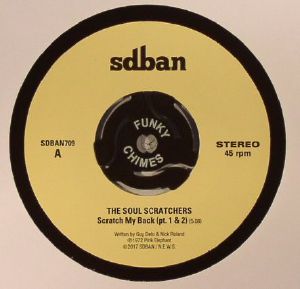 sdban
FUNKY
CHIMES
SDBAN709
A
STEREO
45 rpm
THE SOUL SCRATCHERS
Scratch My Back (pt. 1 & 2)
Written by Guy Delo & Nick Roland
℗1972 Pink Elephant
©2017 SDBAN / N.E.W.S.